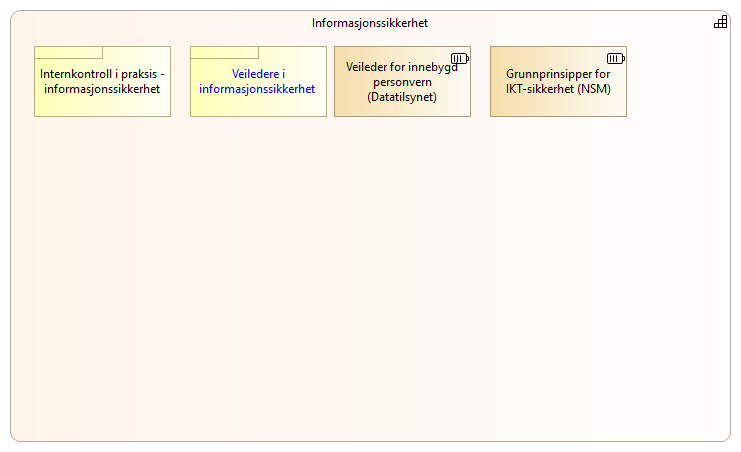 Informasjonssikkerhet
Internkontroll i praksis -
informasjonssikkerhet
Veiledere i
informasjonssikkerhet
Veileder for innebygd
personvern
(Datatilsynet)
Grunnprinsipper for
IKT-sikkerhet (NSM)